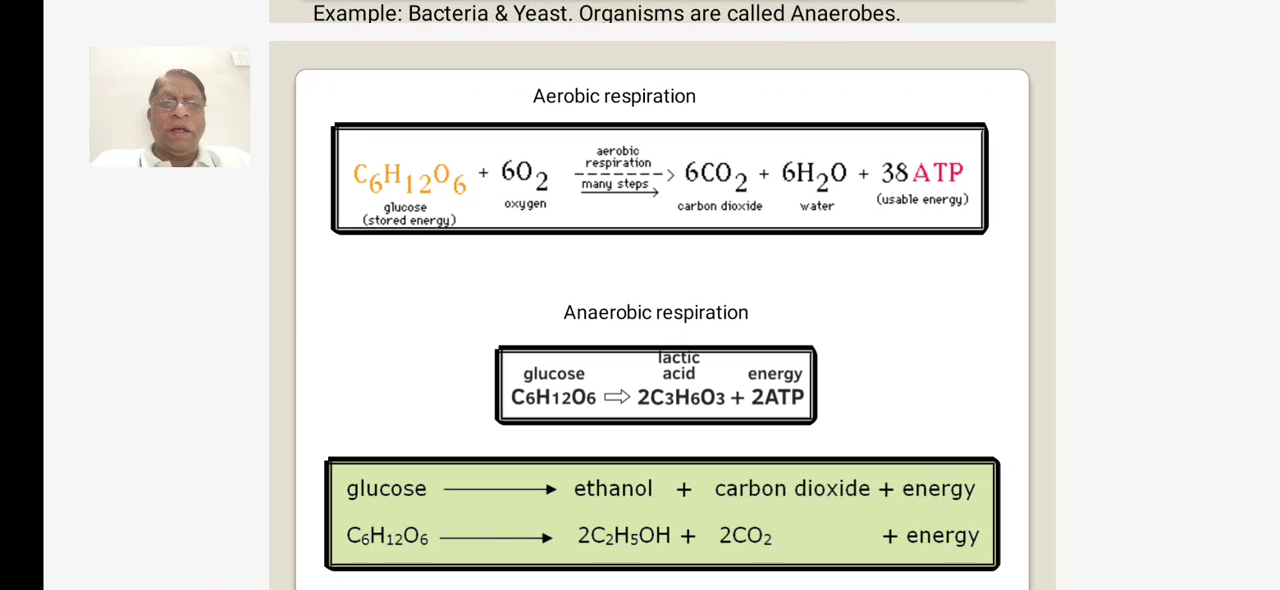 Example: Bacteria & Yeast. Organisms are called Anaerobes.
Aerobic respiration
C6H12O6 + 6O2 aerobic respiration many steps 6CO2 + 6H2O + 38 ATP
glucose (stored energy) oxygen carbon dioxide water (usable energy)
Anaerobic respiration
glucose lactic acid energy
C6H12O6 ⇨ 2C3H6O3 + 2ATP
glucose ⟶ ethanol + carbon dioxide + energy
C6H12O6 ⟶ 2C2H5OH + 2CO2 + energy